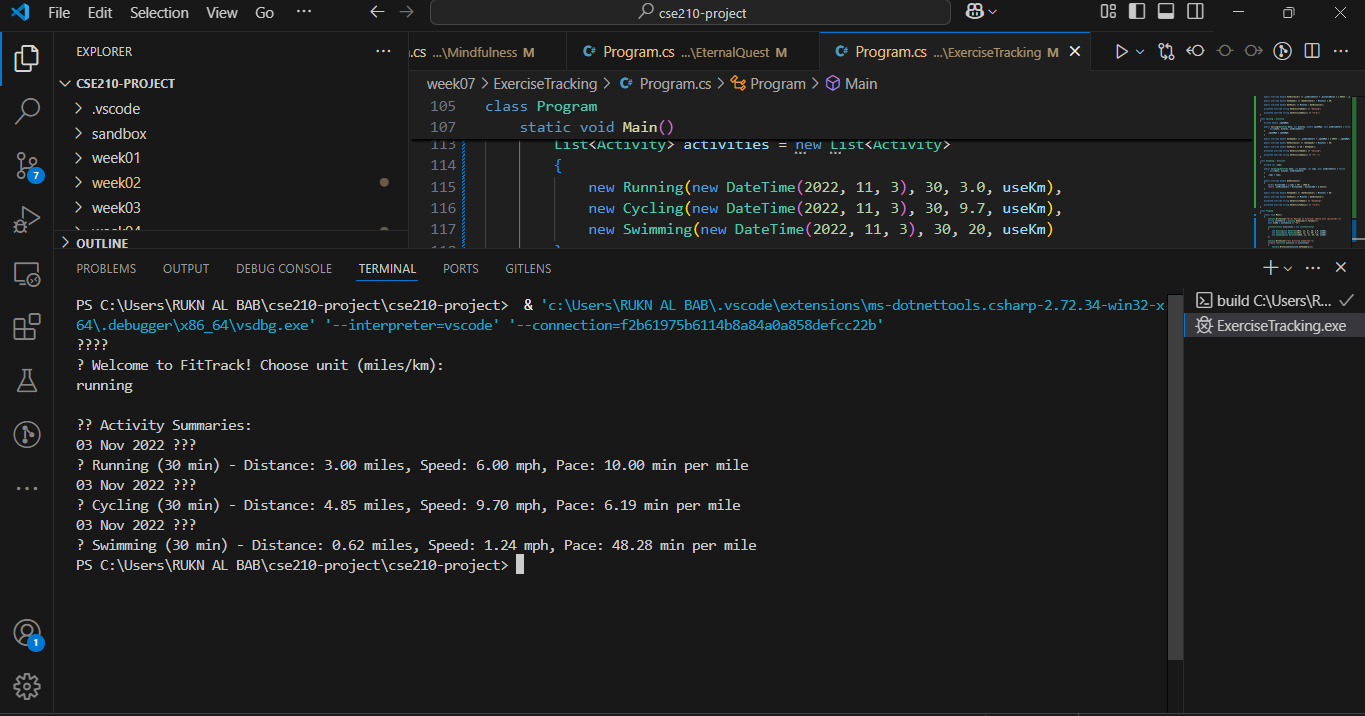 File Edit Selection View Go ··· cse210-project
EXPLORER ···
CSE210-PROJECT
.vscode
sandbox
week01
week02
week03
OUTLINE
7
1
.cs ...\Mindfulness M
Program.cs ...\EternalQuest M
Program.cs ...\ExerciseTracking M
week07 > ExerciseTracking > Program.cs > Program > Main
105 class Program
107 static void Main()
113 List<Activity> activities = new List<Activity>
114 {
115 new Running(new DateTime(2022, 11, 3), 30, 3.0, useKm),
116 new Cycling(new DateTime(2022, 11, 3), 30, 9.7, useKm),
117 new Swimming(new DateTime(2022, 11, 3), 30, 20, useKm)
PROBLEMS OUTPUT DEBUG CONSOLE TERMINAL PORTS GITLENS
PS C:\Users\RUKN AL BAB\cse210-project\cse210-project> & 'c:\Users\RUKN AL BAB\.vscode\extensions\ms-dotnettools.csharp-2.72.34-win32-x
64\.debugger\x86_64\vsdbg.exe' '--interpreter=vscode' '--connection=f2b61975b6114b8a84a0a858defcc22b'
????
? Welcome to FitTrack! Choose unit (miles/km):
running
?? Activity Summaries:
03 Nov 2022 ???
? Running (30 min) - Distance: 3.00 miles, Speed: 6.00 mph, Pace: 10.00 min per mile
03 Nov 2022 ???
? Cycling (30 min) - Distance: 4.85 miles, Speed: 9.70 mph, Pace: 6.19 min per mile
03 Nov 2022 ???
? Swimming (30 min) - Distance: 0.62 miles, Speed: 1.24 mph, Pace: 48.28 min per mile
PS C:\Users\RUKN AL BAB\cse210-project\cse210-project>
build C:\Users\R...
ExerciseTracking.exe